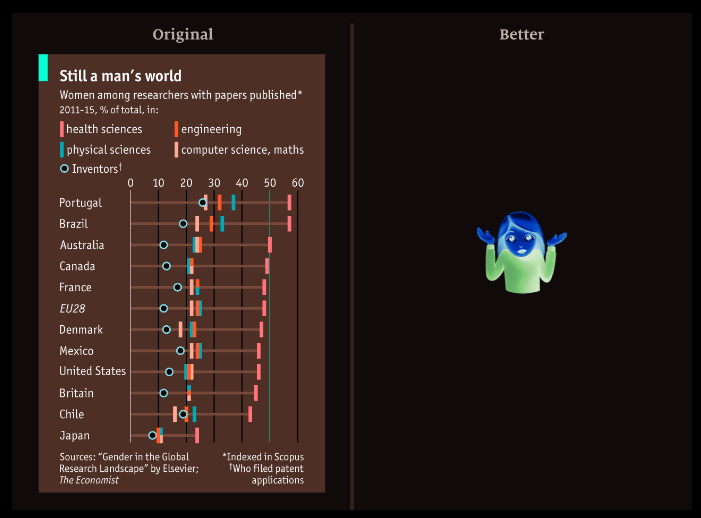 Original
Better
Still a man's world
Women among researchers with papers published*
2011-15, % of total, in:
health sciences
engineering
physical sciences
computer science, maths
Inventors†
0 10 20 30 40 50 60
Portugal
Brazil
Australia
Canada
France
EU28
Denmark
Mexico
United States
Britain
Chile
Japan
Sources: “Gender in the Global
Research Landscape” by Elsevier;
The Economist
*Indexed in Scopus
†Who filed patent
applications